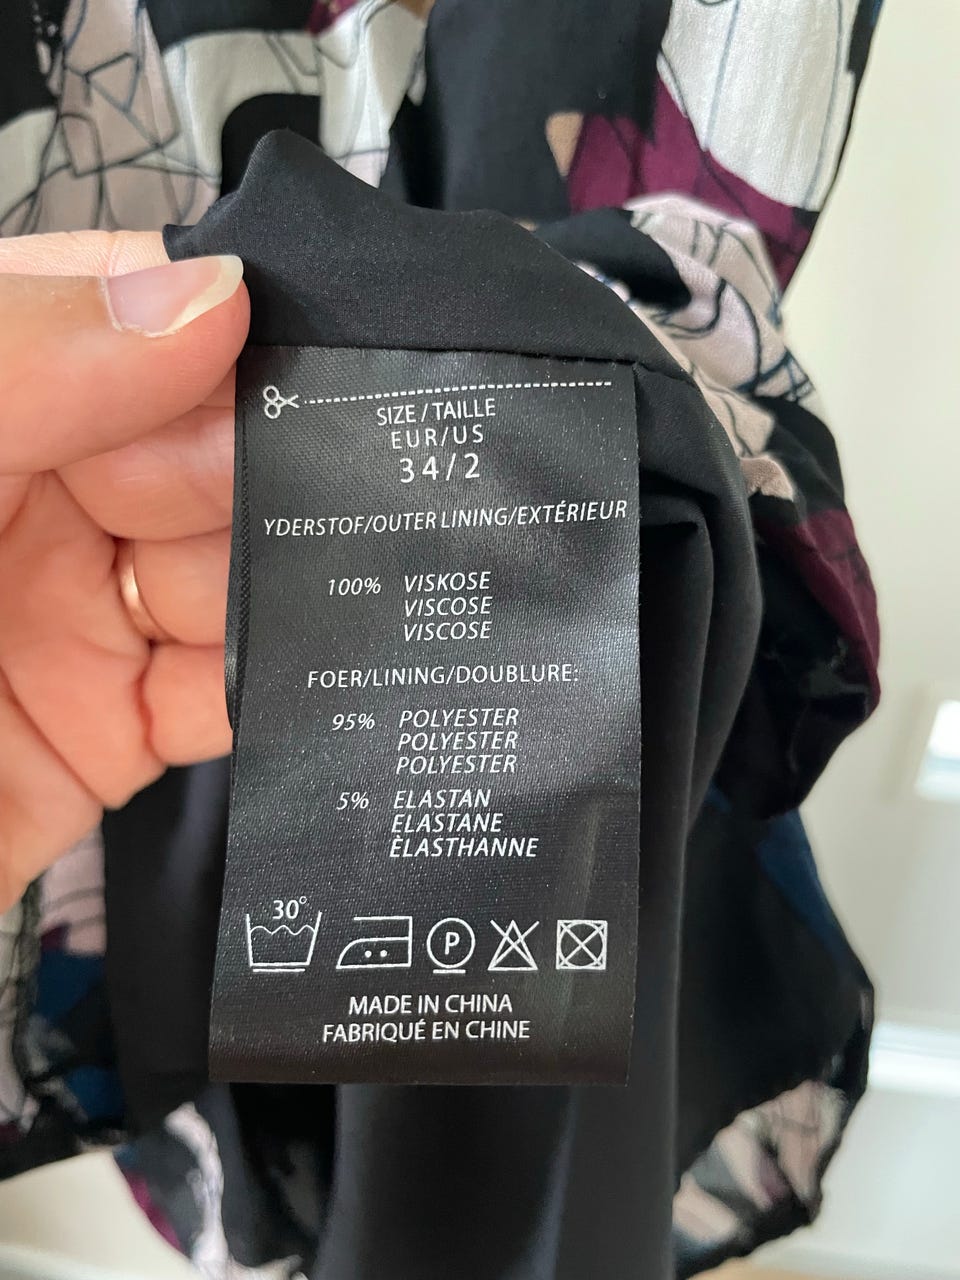 SIZE / TAILLE
EUR/US
34/2
YDERSTOF/OUTER LINING/EXTÉRIEUR
100% VISKOSE
VISCOSE
VISCOSE
FOER/LINING/DOUBLURE:
95% POLYESTER
POLYESTER
POLYESTER
5% ELASTAN
ELASTANE
ÈLASTHANNE
30°
P
MADE IN CHINA
FABRIQUÉ EN CHINE